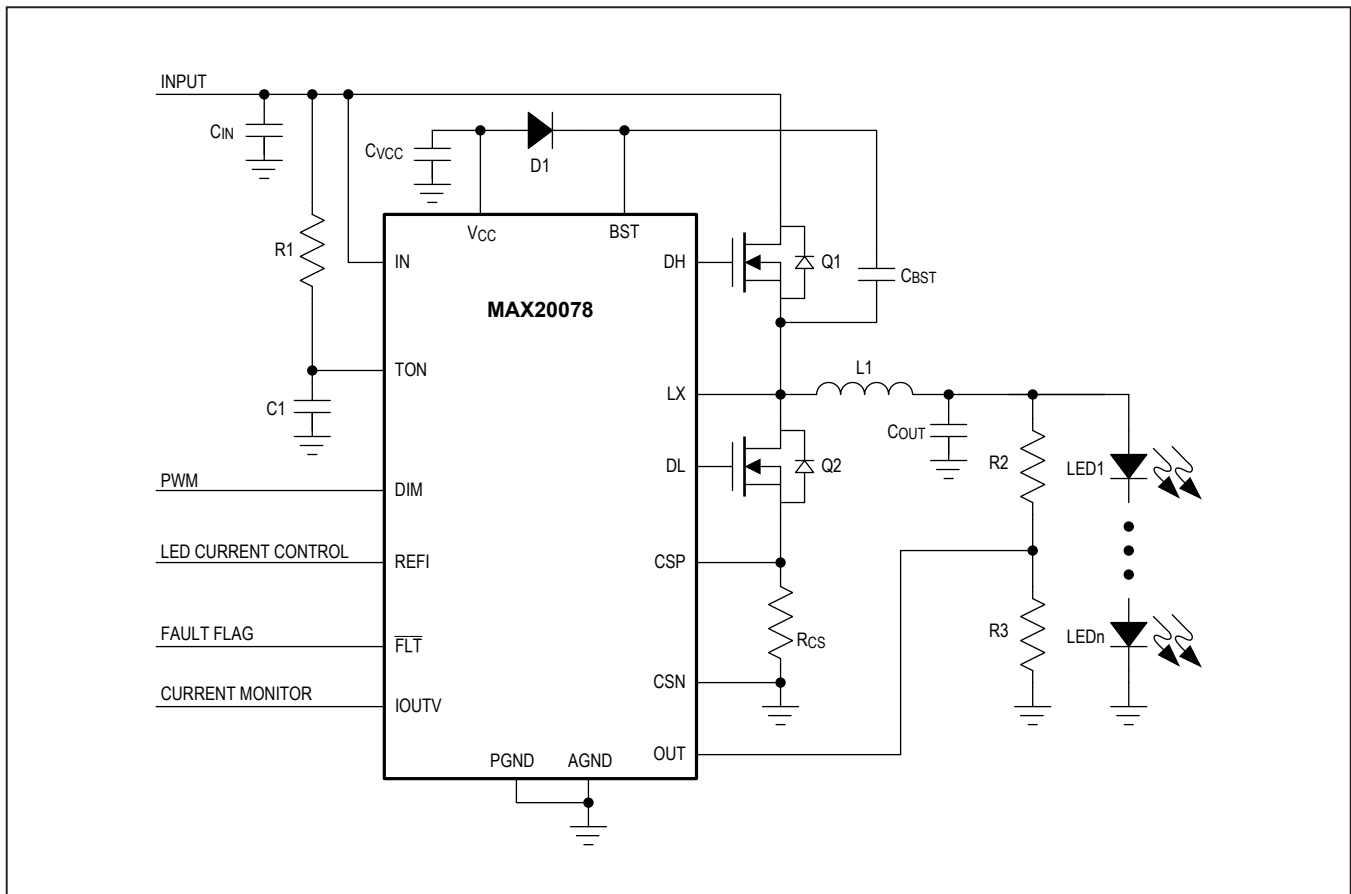 INPUT
CIN
CVCC
D1
R1
VCC
BST
IN
DH
Q1
CBST
MAX20078
TON
LX
L1
C1
COUT
DL
Q2
R2
LED1
PWM
DIM
LED CURRENT CONTROL
REFI
CSP
FAULT FLAG
FLT
RCS
R3
LEDn
CURRENT MONITOR
IOUTV
CSN
OUT
PGND
AGND